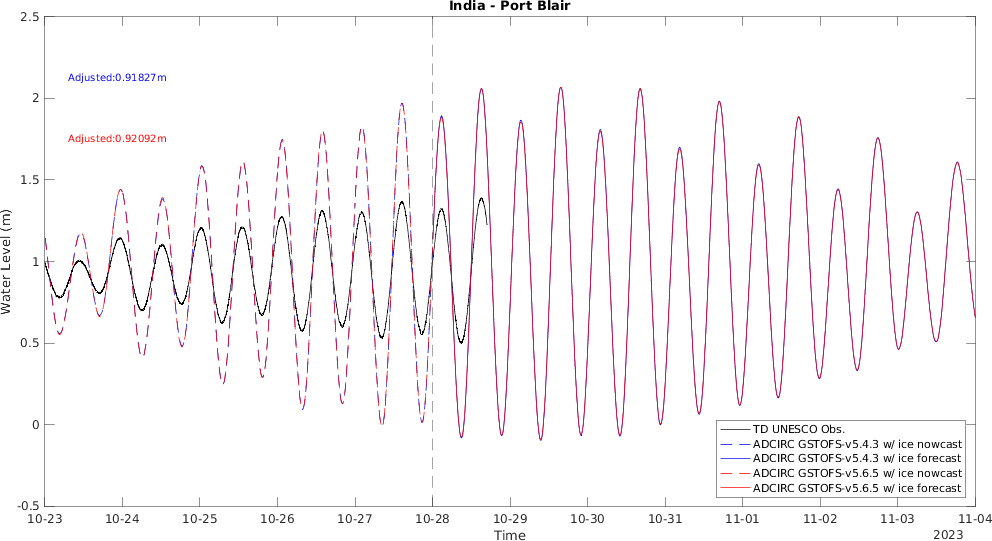 India - Port Blair
Adjusted:0.91827m
Adjusted:0.92092m
Water Level (m)
2.5
2
1.5
1
0.5
0
-0.5
TD UNESCO Obs.
ADCIRC GSTOFS-v5.4.3 w/ ice nowcast
ADCIRC GSTOFS-v5.4.3 w/ ice forecast
ADCIRC GSTOFS-v5.6.5 w/ ice nowcast
ADCIRC GSTOFS-v5.6.5 w/ ice forecast
10-23 10-24 10-25 10-26 10-27 10-28 10-29 10-30 10-31 11-01 11-02 11-03 11-04
Time
2023